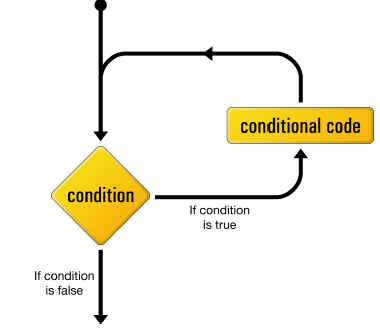 conditional code
condition
If condition
is true
If condition
is false